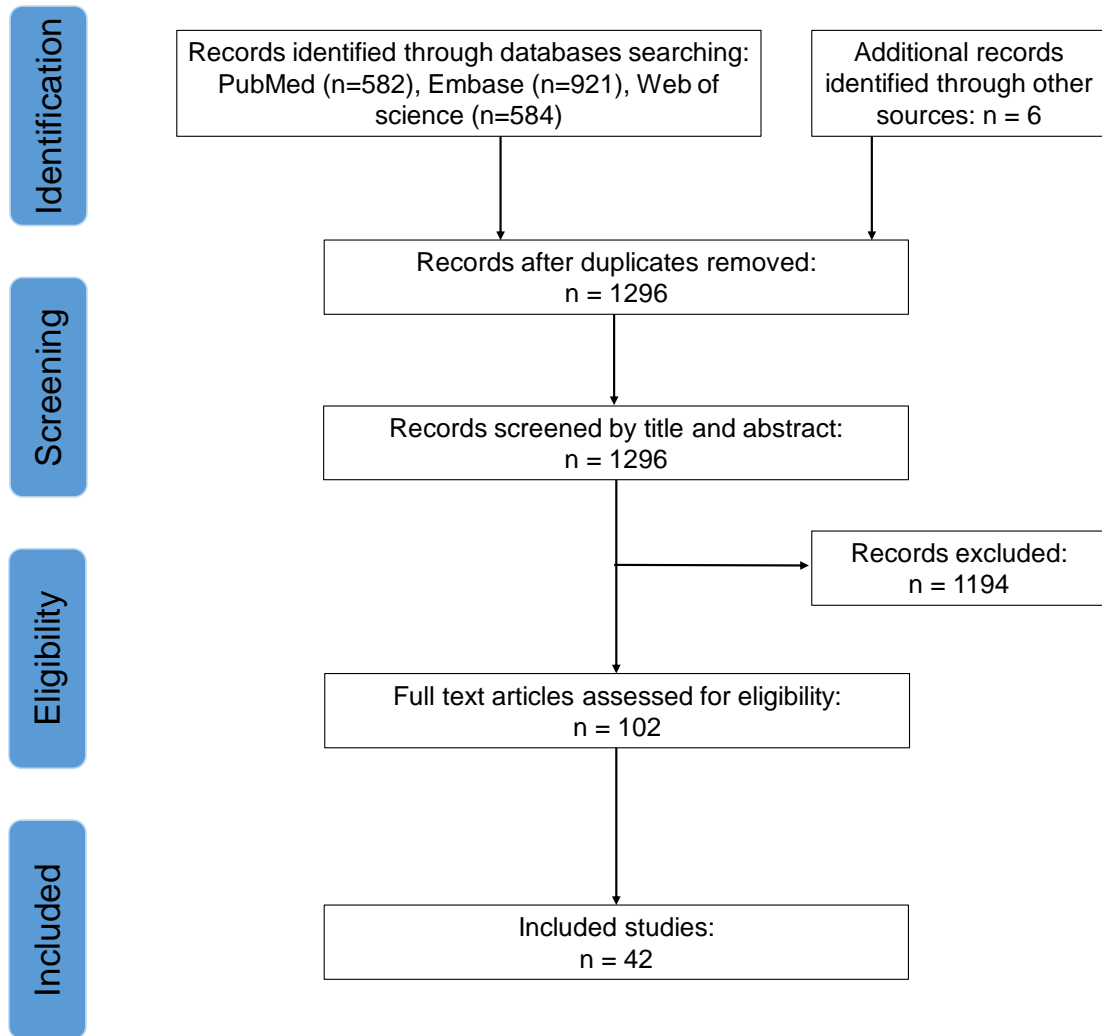 Identification
Records identified through databases searching:
PubMed (n=582), Embase (n=921), Web of
science (n=584)
Additional records
identified through other
sources: n = 6
Records after duplicates removed:
n = 1296
Screening
Records screened by title and abstract:
n = 1296
Records excluded:
n = 1194
Eligibility
Full text articles assessed for eligibility:
n = 102
Included
Included studies:
n = 42